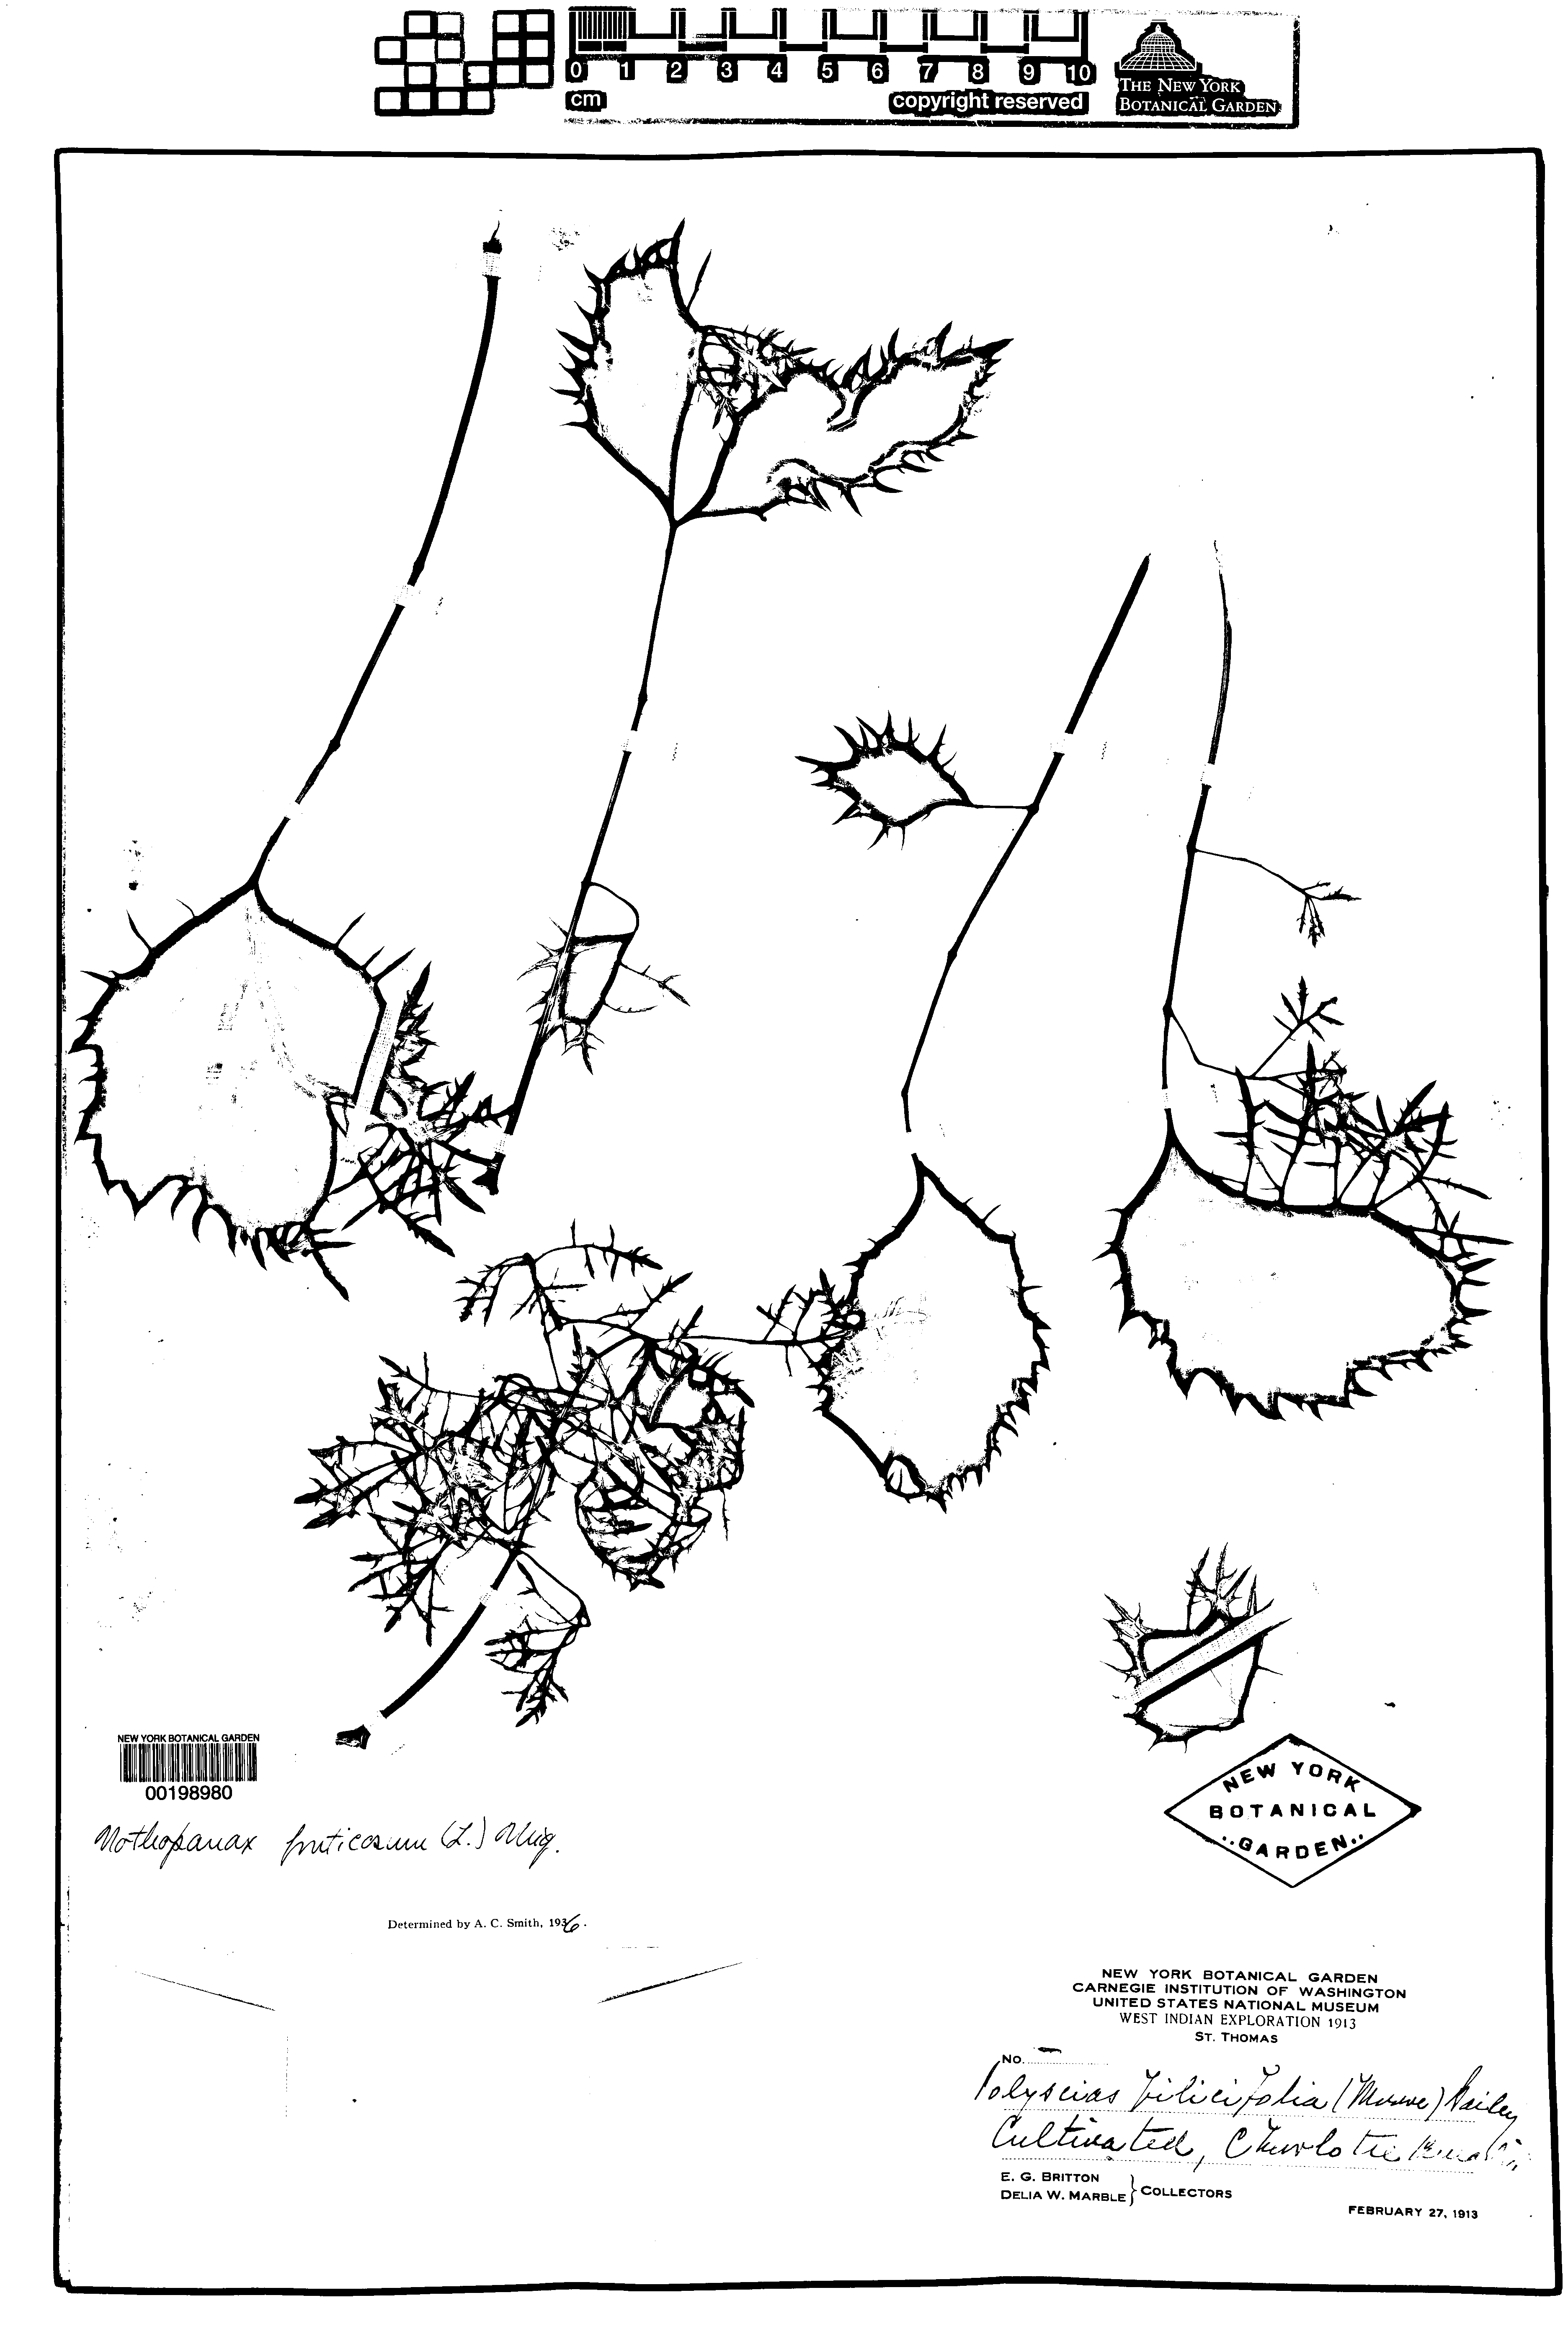 0 1 2 3 4 5 6 7 8 9 10
cm
copyright reserved
THE NEW YORK
BOTANICAL GARDEN
NEW YORK BOTANICAL GARDEN
00198980
Nothopanax fruticosum (L.) Miq.
Determined by A. C. Smith, 1936.
NEW YORK
BOTANICAL
..GARDEN..
NEW YORK BOTANICAL GARDEN
CARNEGIE INSTITUTION OF WASHINGTON
UNITED STATES NATIONAL MUSEUM
WEST INDIAN EXPLORATION 1913
ST. THOMAS
NO. —
Polyscias filicifolia (Moore) Bailey
Cultivated, Charlotte
E. G. BRITTON
DELIA W. MARBLE } COLLECTORS
FEBRUARY 27, 1913